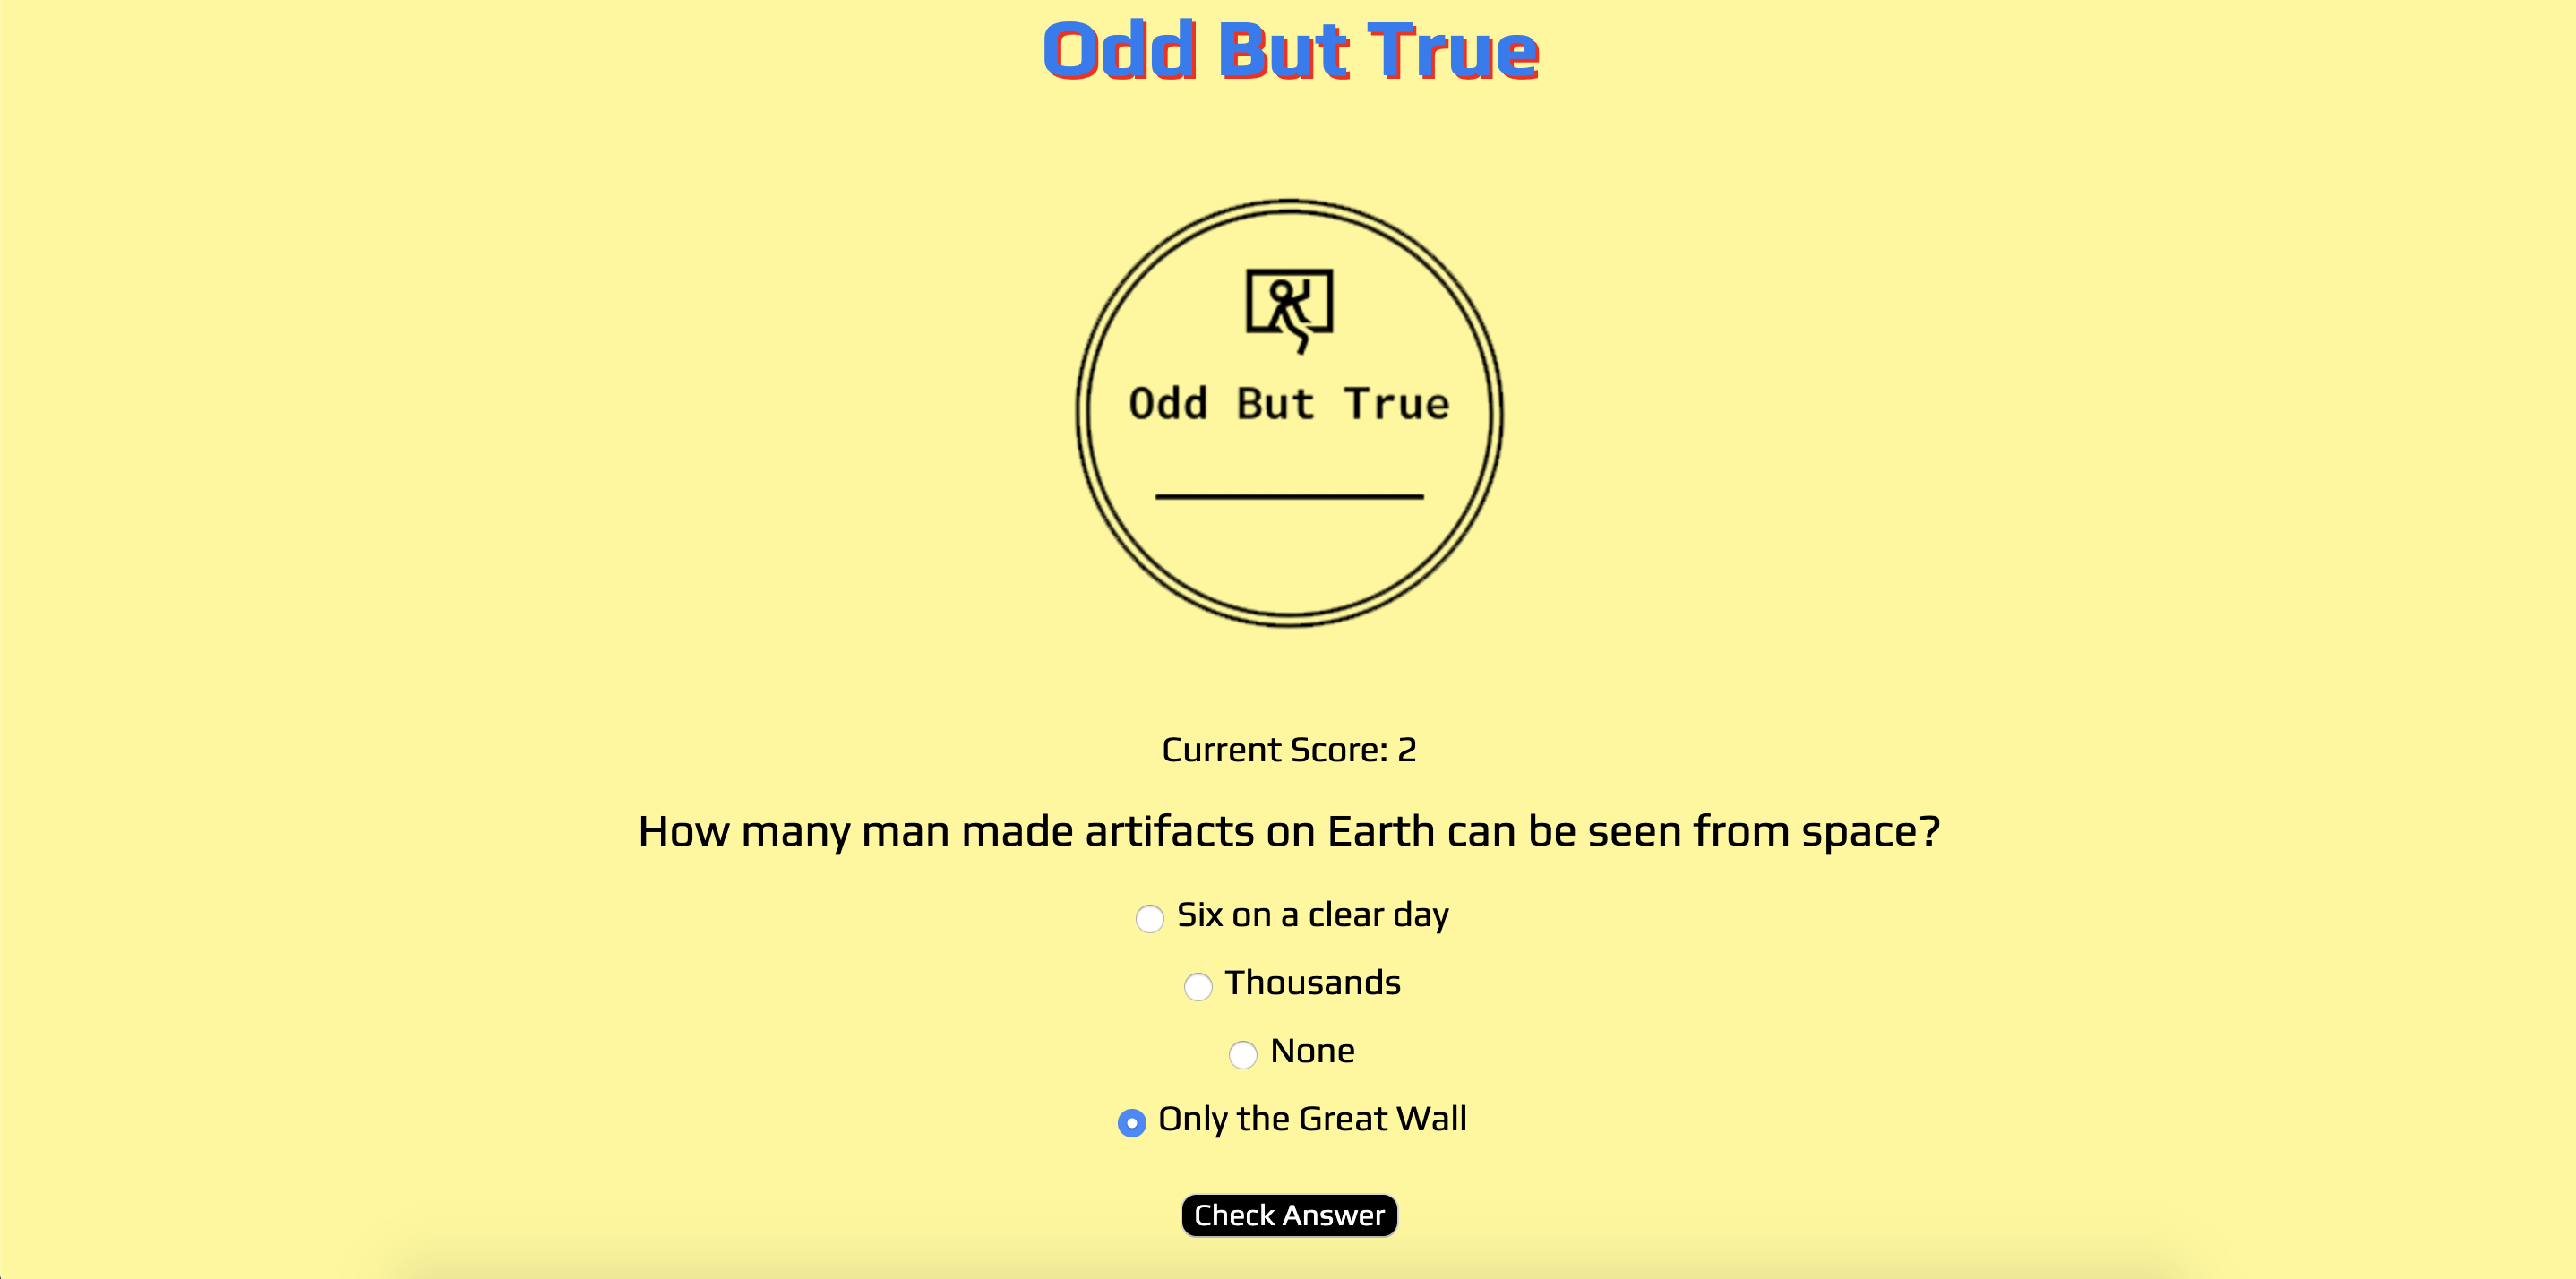 Odd But True
Odd But True
Current Score: 2
How many man made artifacts on Earth can be seen from space?
Six on a clear day
Thousands
None
Only the Great Wall
Check Answer